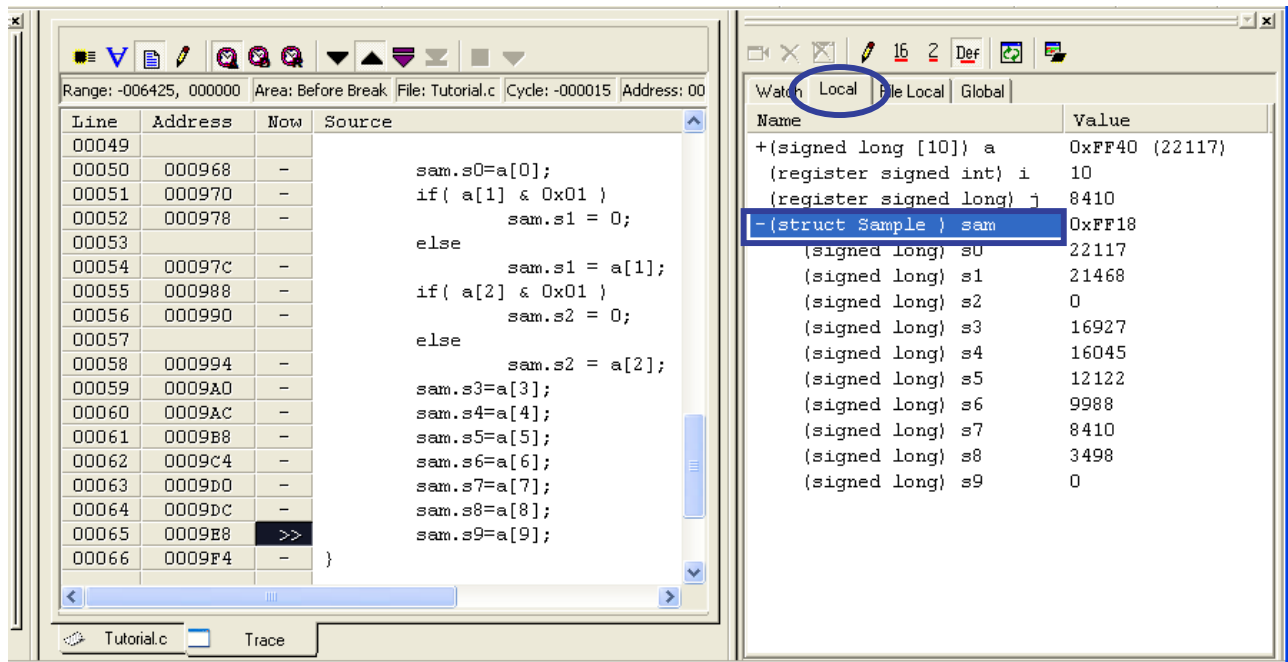 16 2 Def
Range: -006425, 000000 Area: Before Break File: Tutorial.c Cycle: -000015 Address: 00
Line Address Now Source
00049
00050 000968 - sam.s0=a[0];
00051 000970 - if( a[1] & 0x01 )
00052 000978 - sam.s1 = 0;
00053 else
00054 00097C - sam.s1 = a[1];
00055 000988 - if( a[2] & 0x01 )
00056 000990 - sam.s2 = 0;
00057 else
00058 000994 - sam.s2 = a[2];
00059 0009A0 - sam.s3=a[3];
00060 0009AC - sam.s4=a[4];
00061 0009B8 - sam.s5=a[5];
00062 0009C4 - sam.s6=a[6];
00063 0009D0 - sam.s7=a[7];
00064 0009DC - sam.s8=a[8];
00065 0009E8 >> sam.s9=a[9];
00066 0009F4 - }
Tutorial.c Trace
Watch Local File Local Global
Name Value
+(signed long [10]) a 0xFF40 (22117)
(register signed int) i 10
(register signed long) j 8410
-(struct Sample ) sam 0xFF18
(signed long) s0 22117
(signed long) s1 21468
(signed long) s2 0
(signed long) s3 16927
(signed long) s4 16045
(signed long) s5 12122
(signed long) s6 9988
(signed long) s7 8410
(signed long) s8 3498
(signed long) s9 0